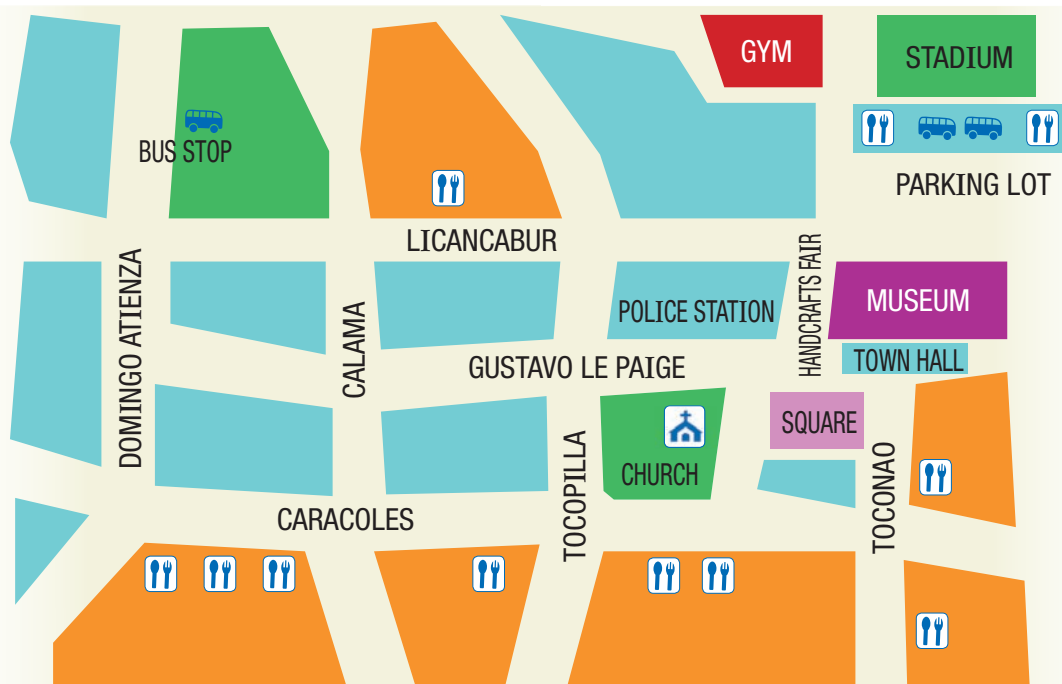 GYM
STADIUM
BUS STOP
PARKING LOT
LICANCABUR
HANDCRAFTS FAIR
DOMINGO ATIENZA
CALAMA
POLICE STATION
MUSEUM
GUSTAVO LE PAIGE
TOWN HALL
SQUARE
CHURCH
TOCOPILLA
TOCONAO
CARACOLES